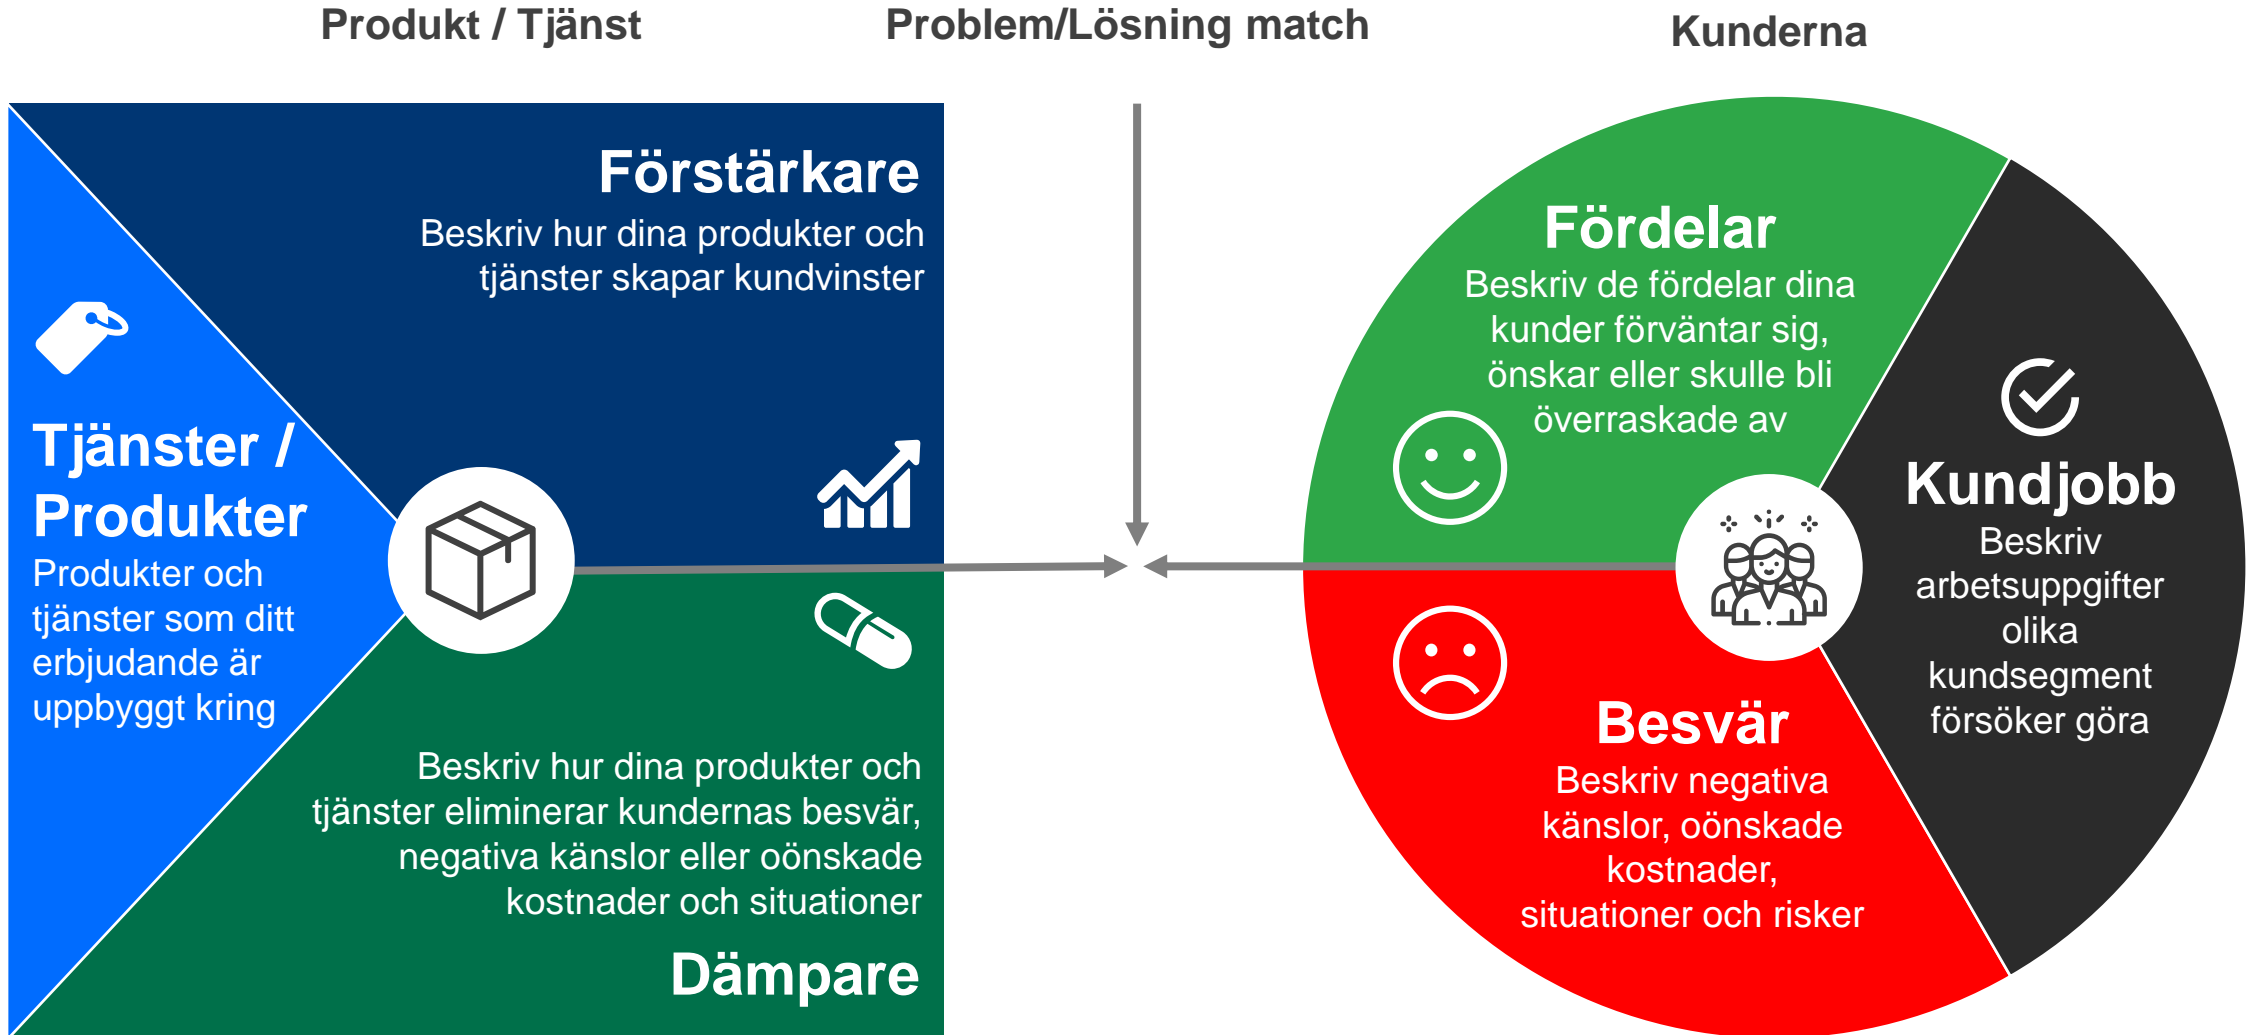 Produkt / Tjänst
Problem/Lösning match
Kunderna
Förstärkare
Beskriv hur dina produkter och
tjänster skapar kundvinster
Tjänster /
Produkter
Produkter och
tjänster som ditt
erbjudande är
uppbyggt kring
Beskriv hur dina produkter och
tjänster eliminerar kundernas besvär,
negativa känslor eller oönskade
kostnader och situationer
Dämpare
Fördelar
Beskriv de fördelar dina
kunder förväntar sig,
önskar eller skulle bli
överraskade av
Kundjobb
Beskriv
arbetsuppgifter
olika
kundsegment
försöker göra
Besvär
Beskriv negativa
känslor, oönskade
kostnader,
situationer och risker